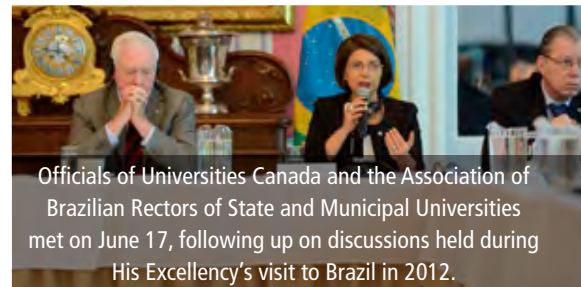 Officials of Universities Canada and the Association of
Brazilian Rectors of State and Municipal Universities
met on June 17, following up on discussions held during
His Excellency’s visit to Brazil in 2012.